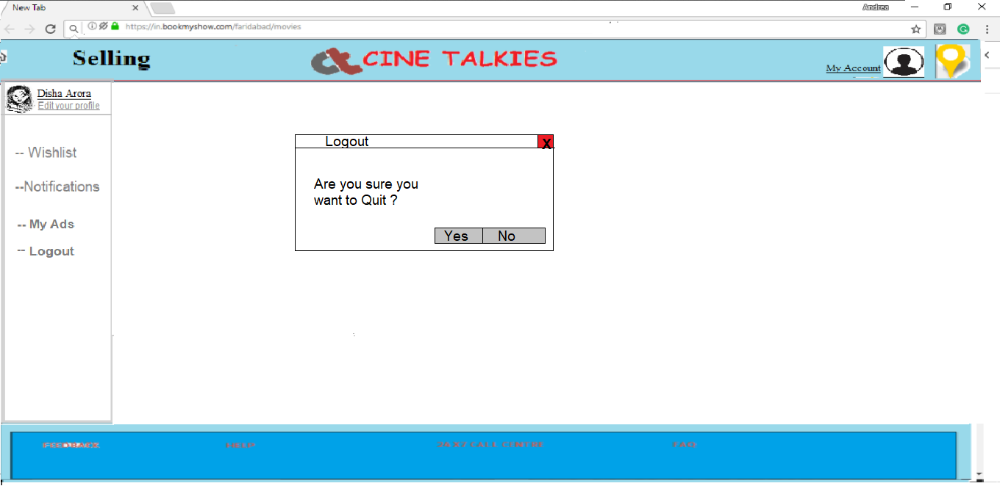 New Tab
Andrea
https://in.bookmyshow.com/faridabad/movies
Selling
CINE TALKIES
My Account
Disha Arora
Edit your profile
-- Wishlist
--Notifications
-- My Ads
-- Logout
Logout
X
Are you sure you
want to Quit ?
Yes No
FEEDBACK HELP 24 X7 CALL CENTRE FAQ